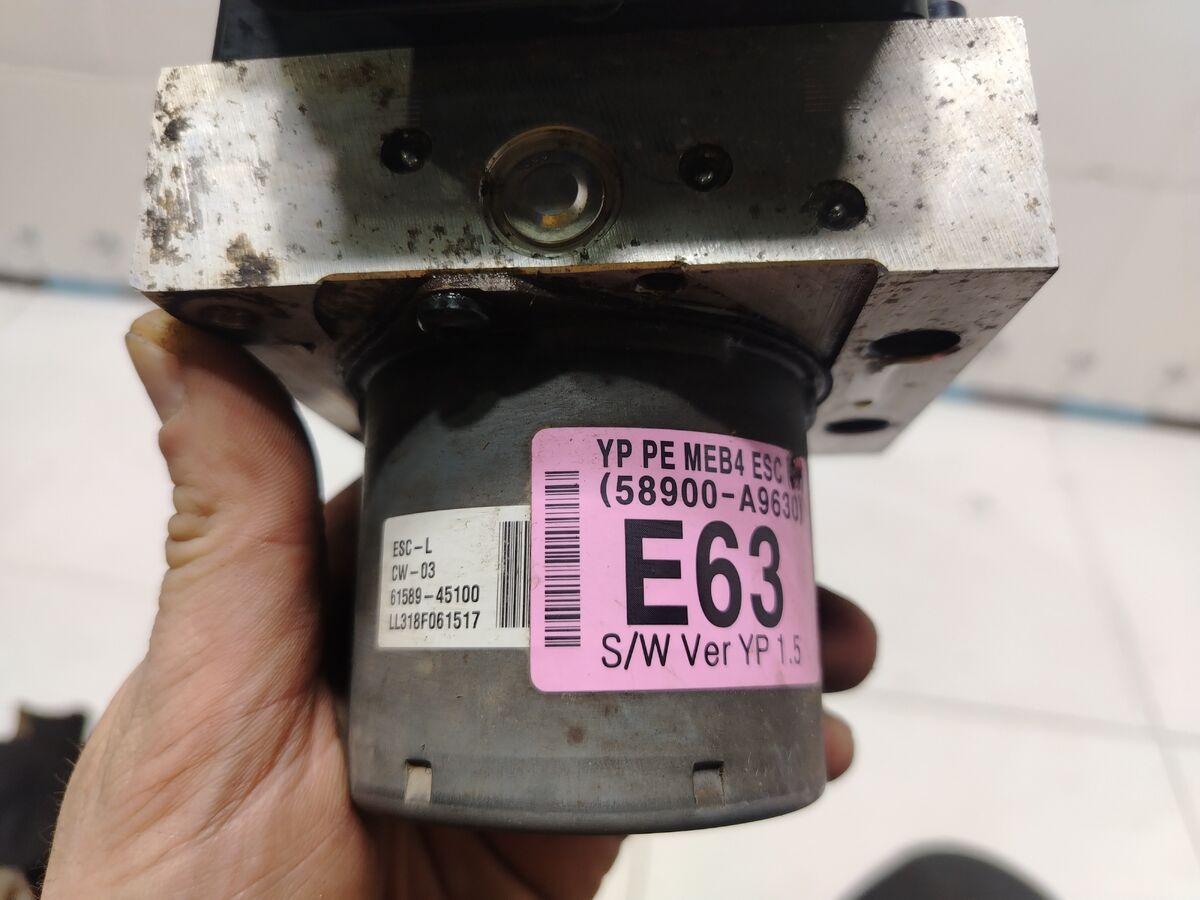 YP PE MEB4 ESC
(58900-A9630)
E63
S/W Ver YP 1.5
ESC-L
CW-03
61589-45100
LL318F061517